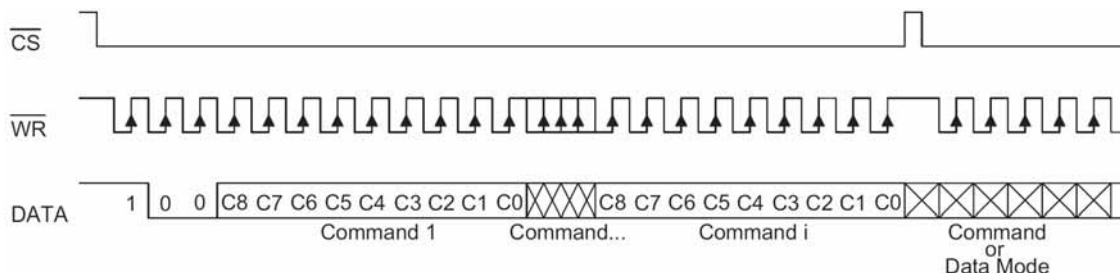 CS
WR
DATA 1 0 0 C8 C7 C6 C5 C4 C3 C2 C1 C0 C8 C7 C6 C5 C4 C3 C2 C1 C0
Command 1 Command... Command i Command
or
Data Mode